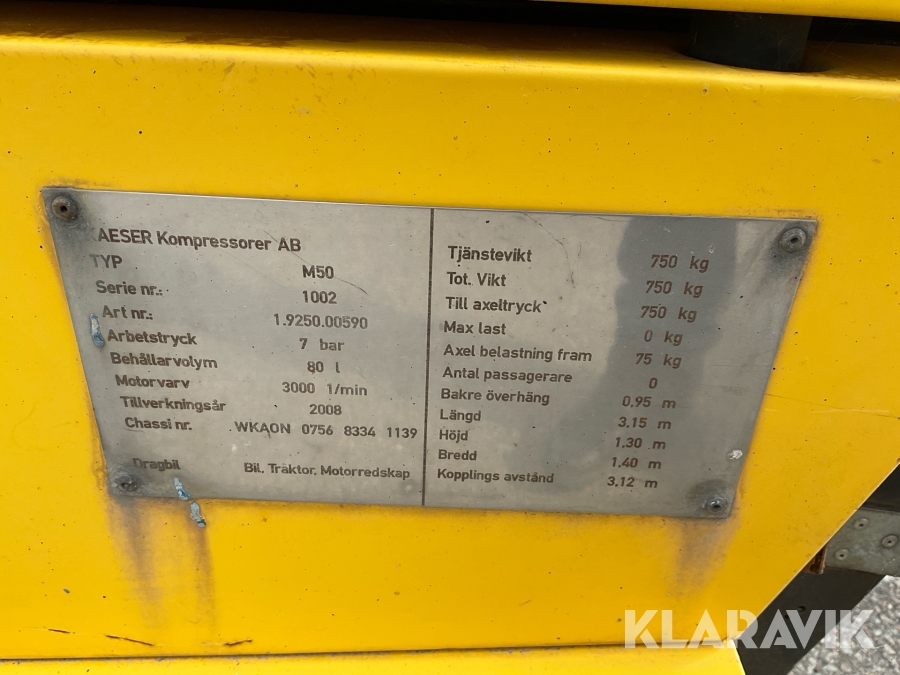 KAESER Kompressorer AB
TYP M50
Serie nr.: 1002
Art nr.: 1.9250.00590
Arbetstryck 7 bar
Behållarvolym 80 l
Motorvarv 3000 1/min
Tillverkningsår 2008
Chassi nr. WKAON 0756 8334 1139
Dragbil Bil, Traktor, Motorredskap
Tjänstevikt 750 kg
Tot. Vikt 750 kg
Till axeltryck 750 kg
Max last 0 kg
Axel belastning fram 75 kg
Antal passagerare 0
Bakre överhäng 0,95 m
Längd 3,15 m
Höjd 1,30 m
Bredd 1,40 m
Kopplings avstånd 3,12 m
KLARAVIK